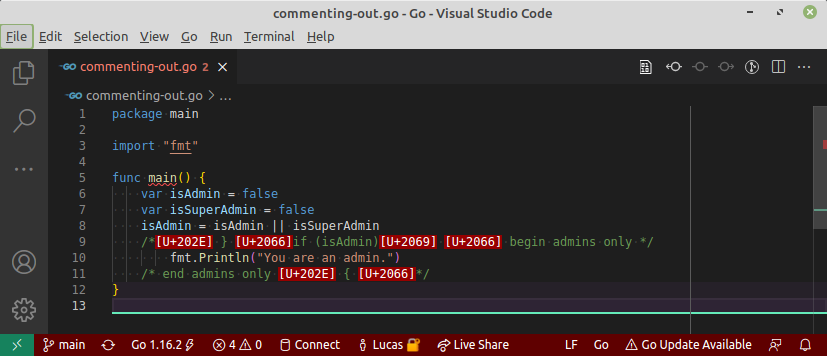 commenting-out.go - Go - Visual Studio Code
File Edit Selection View Go Run Terminal Help
GO commenting-out.go 2
GO commenting-out.go > ...
1 package main
2
3 import "fmt"
4
5 func main() {
6 var isAdmin = false
7 var isSuperAdmin = false
8 isAdmin = isAdmin || isSuperAdmin
9 /*[U+202E] } [U+2066]if (isAdmin)[U+2069] [U+2066] begin admins only */
10 fmt.Println("You are an admin.")
11 /* end admins only [U+202E] { [U+2066]*/
12 }
13
main Go 1.16.2 4 0 Connect Lucas Live Share LF Go Go Update Available